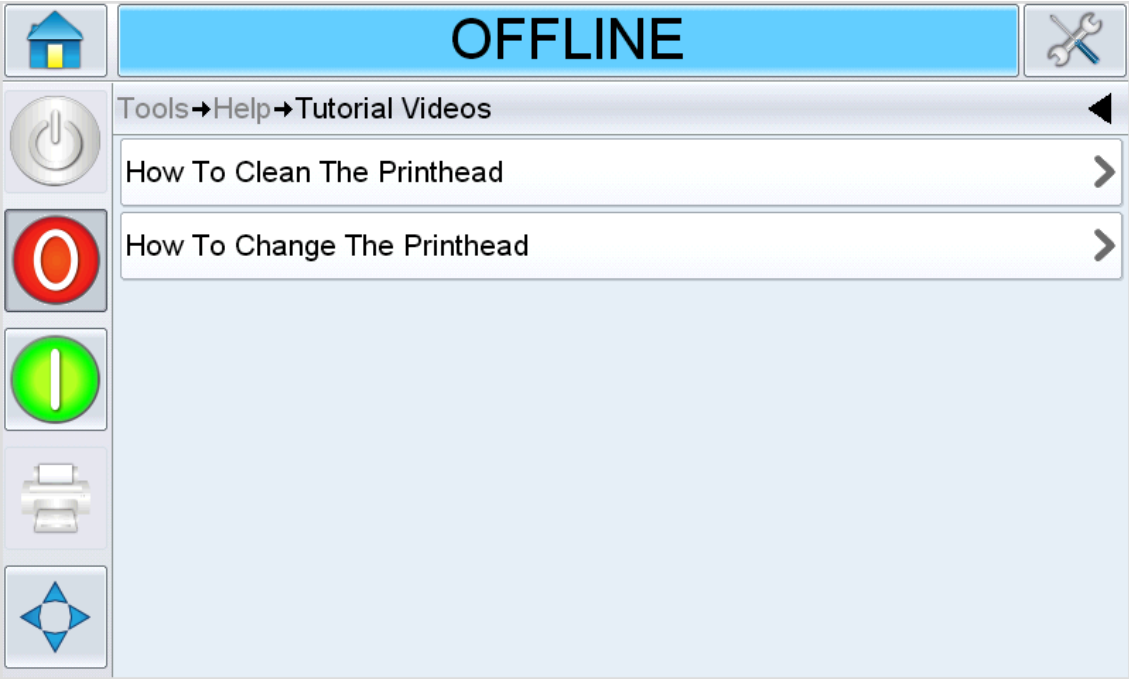 OFFLINE
Tools➔Help➔Tutorial Videos
How To Clean The Printhead
How To Change The Printhead